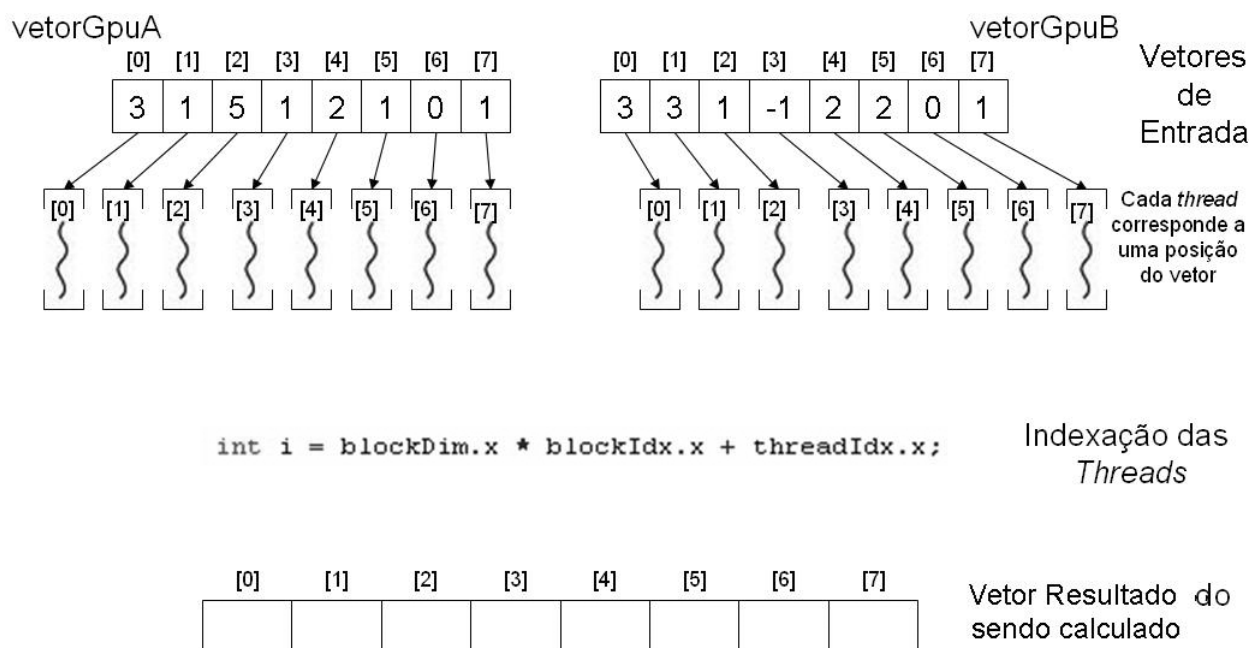 vetorGpuA
vetorGpuB
[0] [1] [2] [3] [4] [5] [6] [7]
[0] [1] [2] [3] [4] [5] [6] [7]
Vetores
de
Entrada
3 1 5 1 2 1 0 1
3 3 1 -1 2 2 0 1
[0] [1] [2] [3] [4] [5] [6] [7]
[0] [1] [2] [3] [4] [5] [6] [7]
Cada thread
corresponde a
uma posição
do vetor
int i = blockDim.x * blockIdx.x + threadIdx.x;
Indexação das
Threads
[0] [1] [2] [3] [4] [5] [6] [7]
Vetor Resultado do
sendo calculado